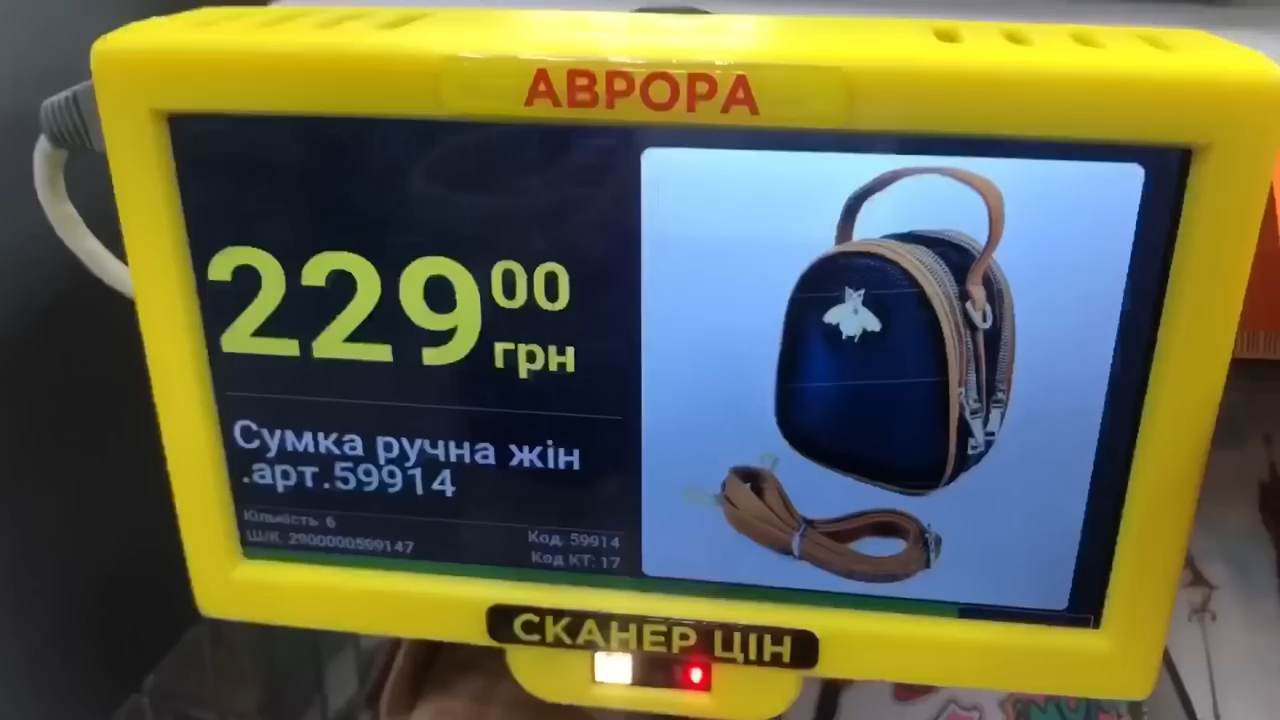 АВРОРА
229 00
грн
Сумка ручна жін
.арт.59914
Кількість 6
Ш/К. 2900000599147
Код. 59914
Код КТ: 17
СКАНЕР ЦІН